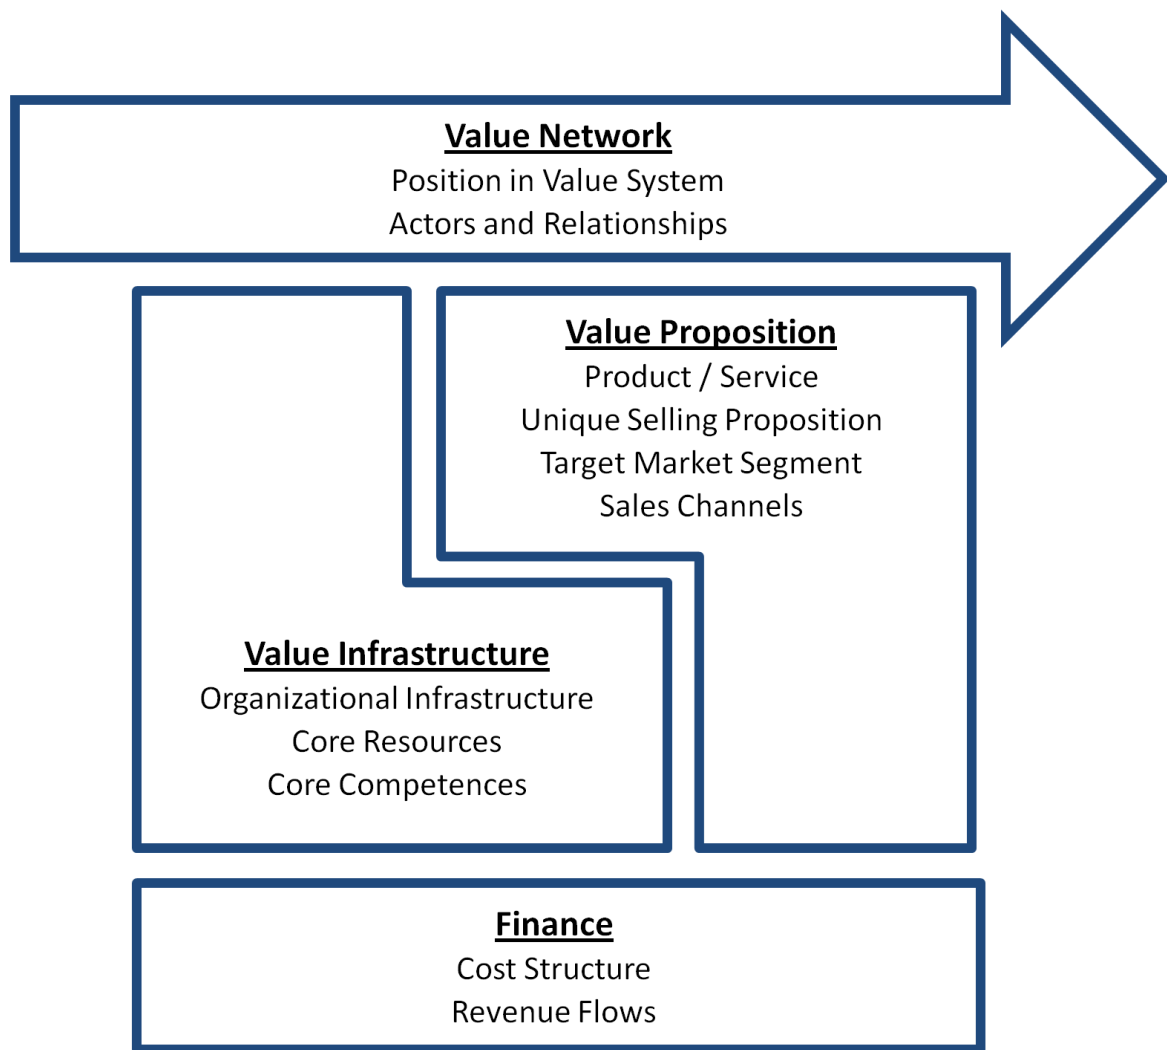 Value Network
Position in Value System
Actors and Relationships
Value Proposition
Product / Service
Unique Selling Proposition
Target Market Segment
Sales Channels
Value Infrastructure
Organizational Infrastructure
Core Resources
Core Competences
Finance
Cost Structure
Revenue Flows